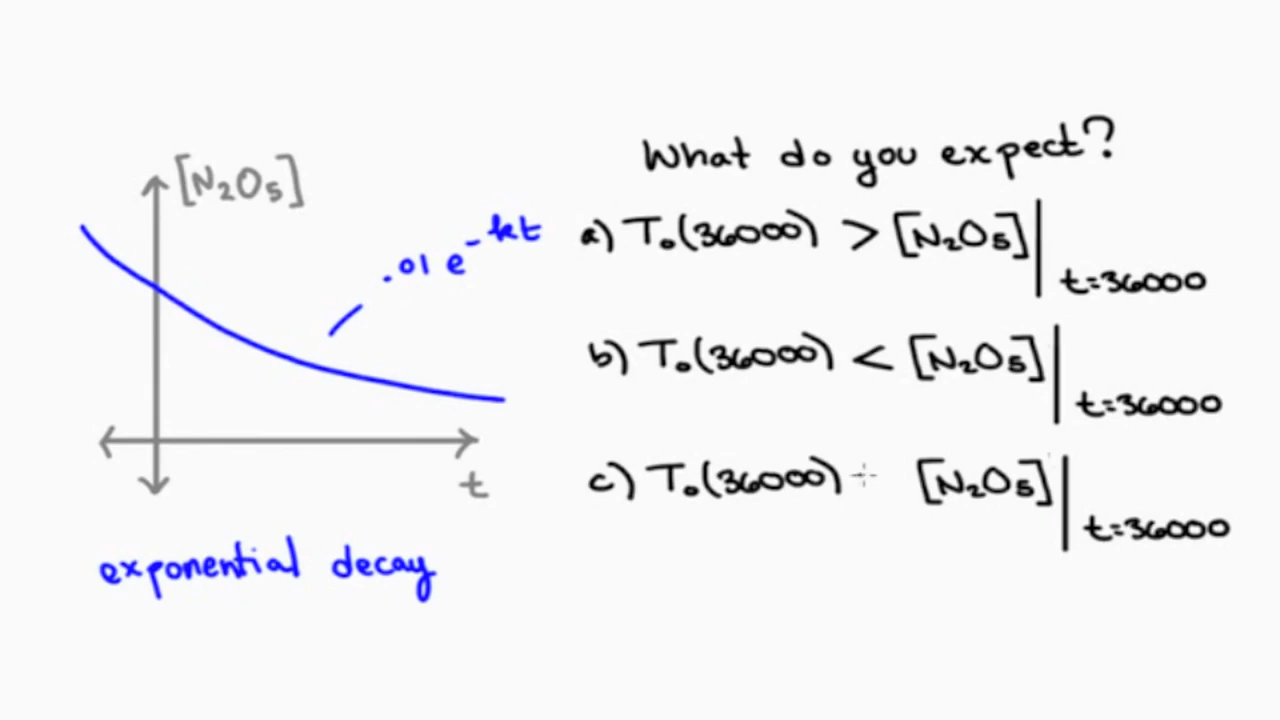 [N₂O₅]
t
.01 e^-kt
exponential decay
What do you expect?
a) T₀(36000) > [N₂O₅]|t=36000
b) T₀(36000) < [N₂O₅]|t=36000
c) T₀(36000) [N₂O₅]|t=36000